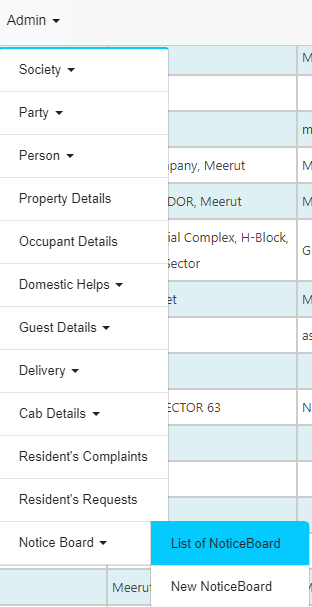 Admin
Society
Party
Person
Property Details
Occupant Details
Domestic Helps
Guest Details
Delivery
Cab Details
Resident's Complaints
Resident's Requests
Notice Board
List of NoticeBoard
New NoticeBoard
M
m
pany, Meerut
M
DOR, Meerut
M
ial Complex, H-Block,
Sector
G
et
M
as
ECTOR 63
N
Meerut